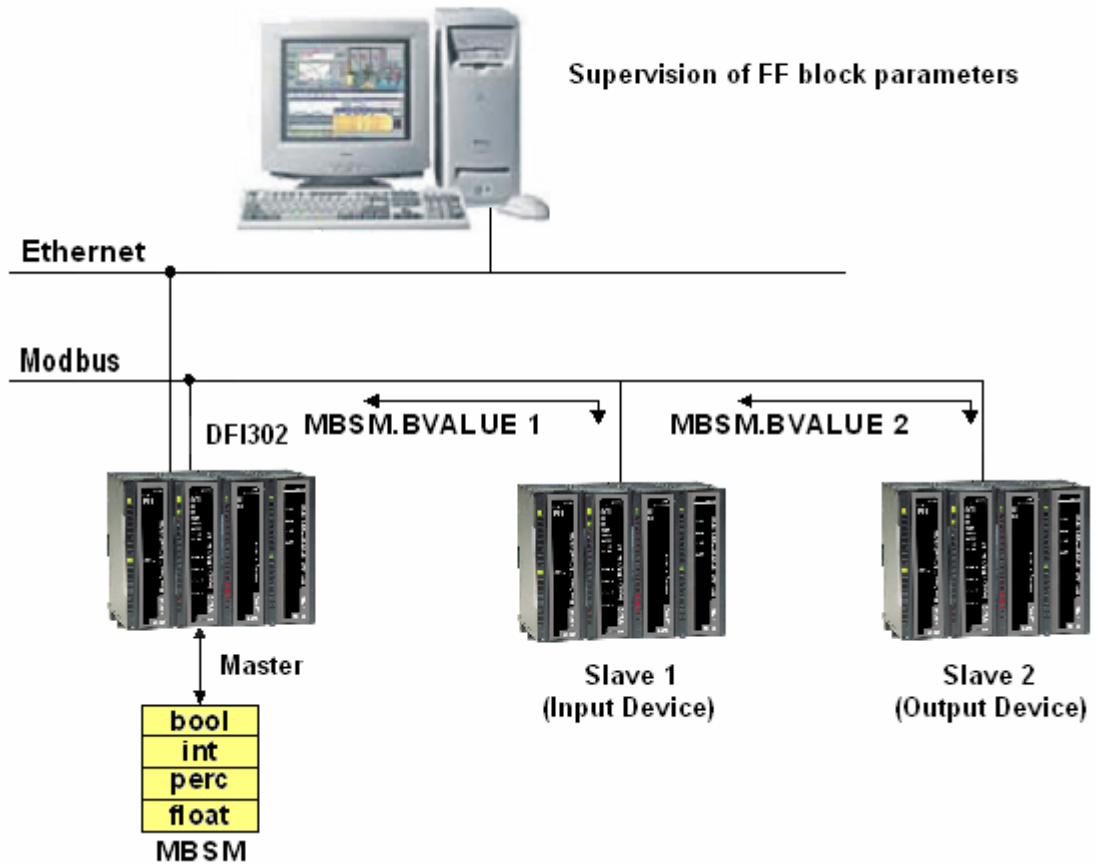 Supervision of FF block parameters
Ethernet
Modbus
DFI302
MBSM.BVALUE 1
MBSM.BVALUE 2
Master
bool
int
perc
float
MBSM
Slave 1
(Input Device)
Slave 2
(Output Device)